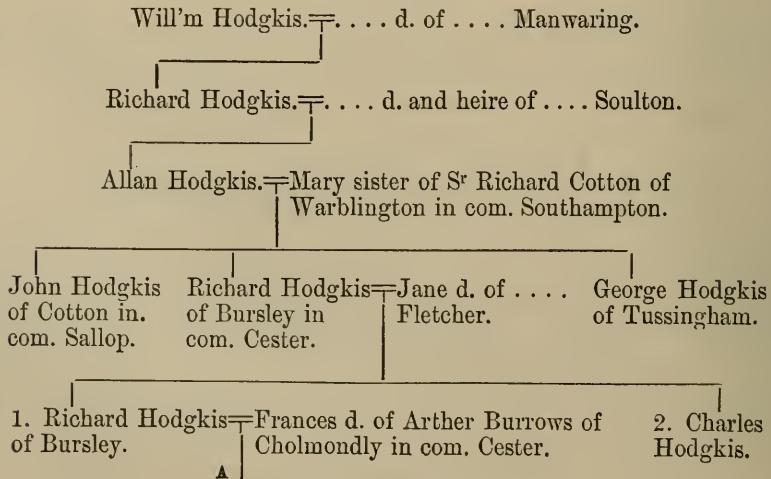 Will'm Hodgkis.=. . . . d. of . . . . Manwaring.
Richard Hodgkis.=. . . . d. and heire of . . . . Soulton.
Allan Hodgkis.=Mary sister of Sʳ Richard Cotton of
Warblington in com. Southampton.
John Hodgkis
of Cotton in.
com. Sallop.
Richard Hodgkis=Jane d. of . . . .
of Bursley in Fletcher.
com. Cester.
George Hodgkis
of Tussingham.
1. Richard Hodgkis=Frances d. of Arther Burrows of
of Bursley. Cholmondly in com. Cester.
2. Charles
Hodgkis.
A